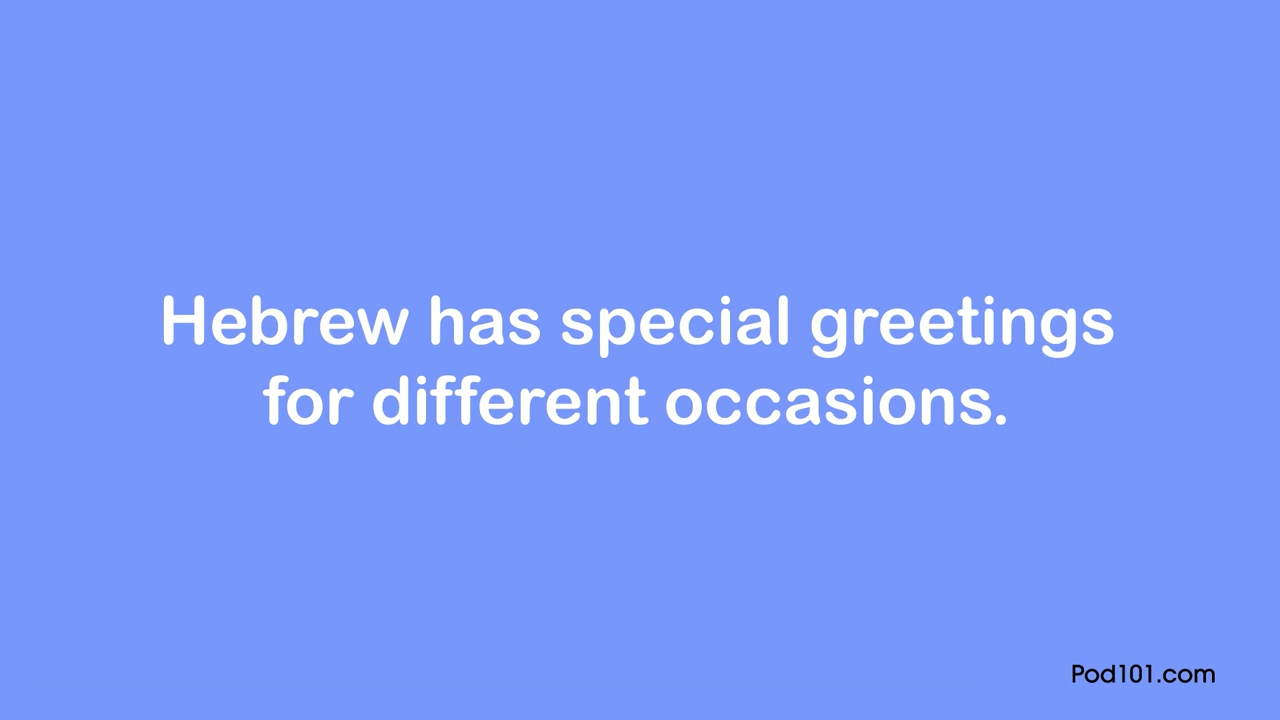 Hebrew has special greetings
for different occasions.
Pod101.com